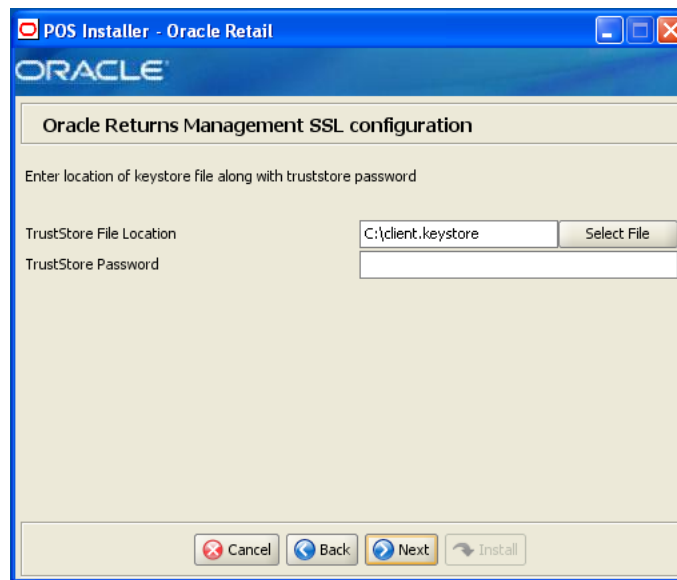 POS Installer - Oracle Retail
ORACLE
Oracle Returns Management SSL configuration
Enter location of keystore file along with truststore password
TrustStore File Location C:\client.keystore Select File
TrustStore Password
Cancel Back Next Install